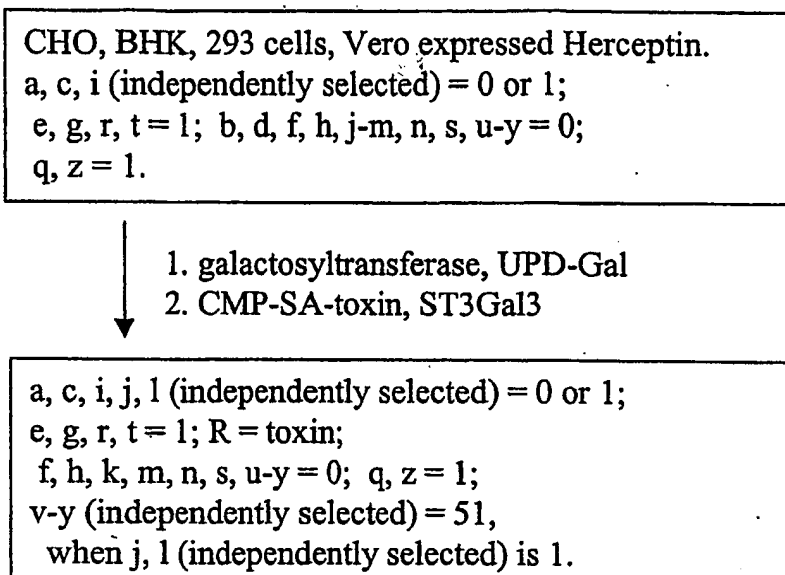 CHO, BHK, 293 cells, Vero expressed Herceptin.
a, c, i (independently selected) = 0 or 1;
e, g, r, t = 1; b, d, f, h, j-m, n, s, u-y = 0;
q, z = 1.
1. galactosyltransferase, UPD-Gal
2. CMP-SA-toxin, ST3Gal3
a, c, i, j, l (independently selected) = 0 or 1;
e, g, r, t = 1; R = toxin;
f, h, k, m, n, s, u-y = 0; q, z = 1;
v-y (independently selected) = 51,
when j, l (independently selected) is 1.